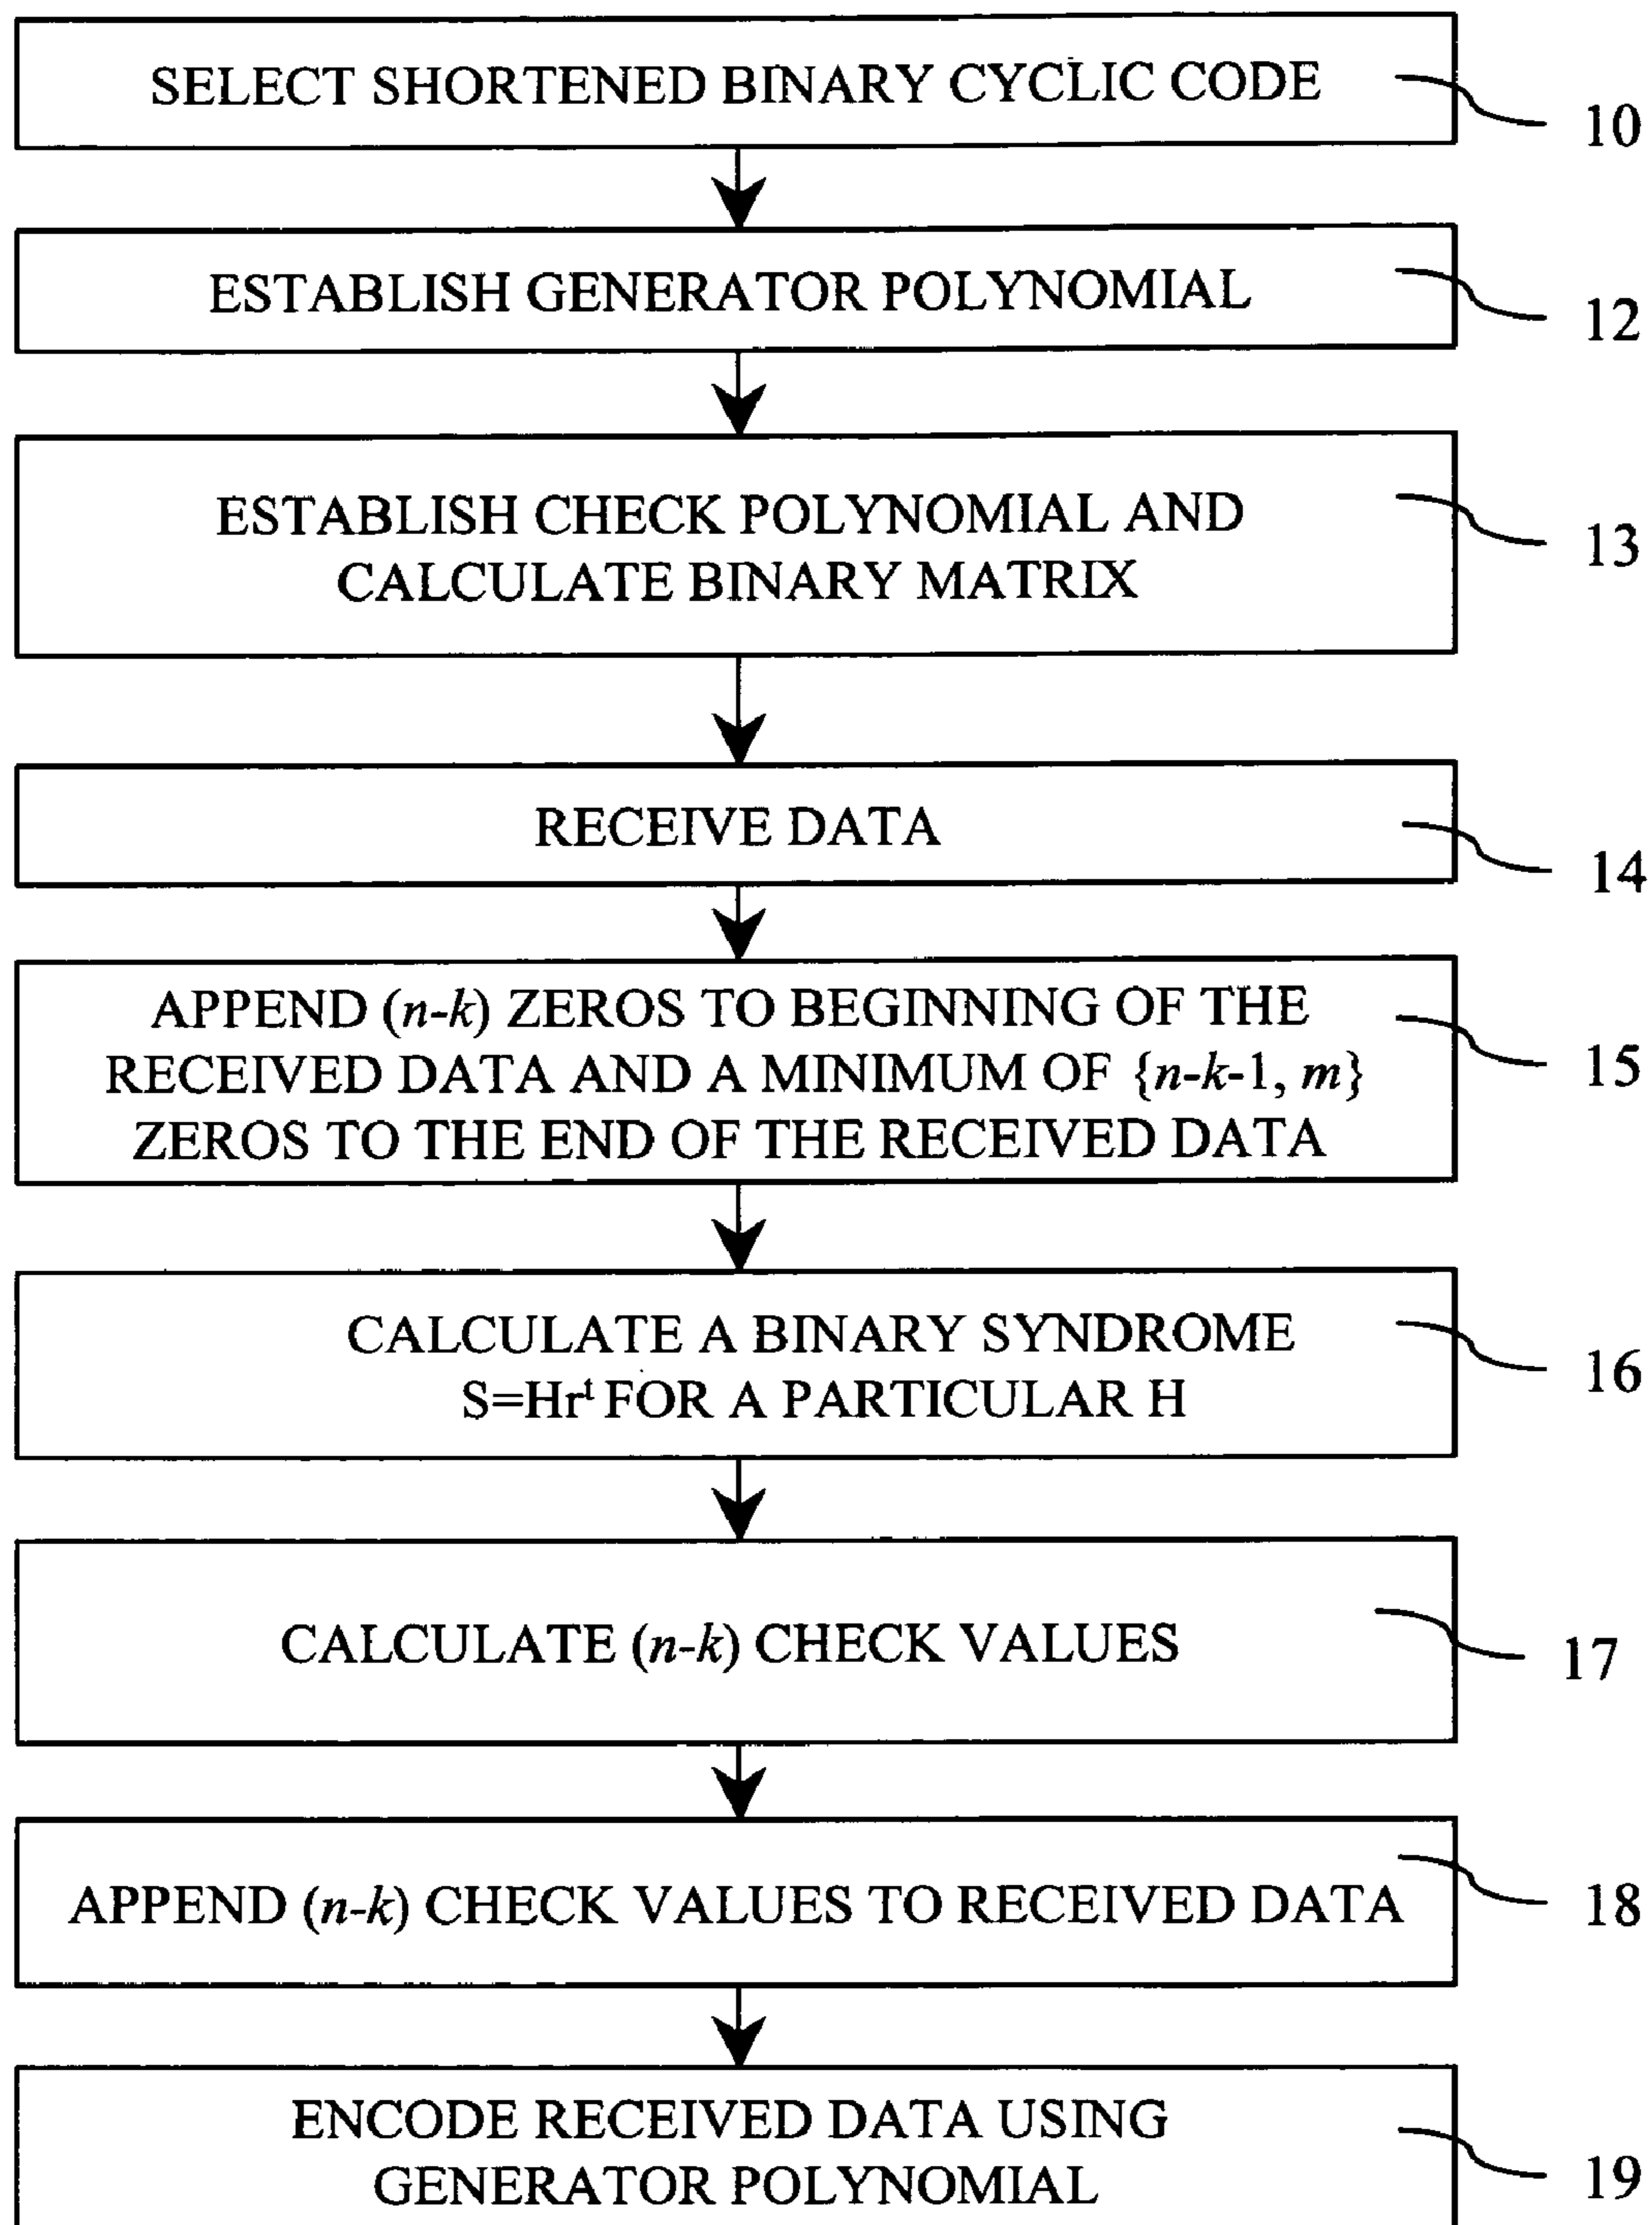 SELECT SHORTENED BINARY CYCLIC CODE
10
ESTABLISH GENERATOR POLYNOMIAL
12
ESTABLISH CHECK POLYNOMIAL AND
CALCULATE BINARY MATRIX
13
RECEIVE DATA
14
APPEND (n-k) ZEROS TO BEGINNING OF THE
RECEIVED DATA AND A MINIMUM OF {n-k-1, m}
ZEROS TO THE END OF THE RECEIVED DATA
15
CALCULATE A BINARY SYNDROME
S=Hrᵗ FOR A PARTICULAR H
16
CALCULATE (n-k) CHECK VALUES
17
APPEND (n-k) CHECK VALUES TO RECEIVED DATA
18
ENCODE RECEIVED DATA USING
GENERATOR POLYNOMIAL
19